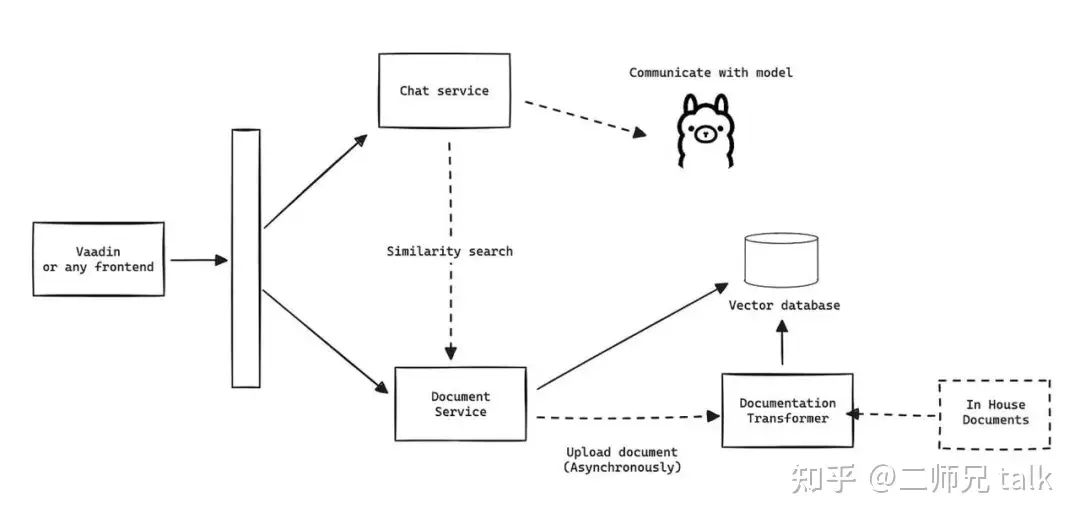 Chat service
Communicate with model
Vaadin
or any frontend
Similarity search
Vector database
Document
Service
Documentation
Transformer
In House
Documents
Upload document
(Asynchronously)
知乎 @二师兄 talk